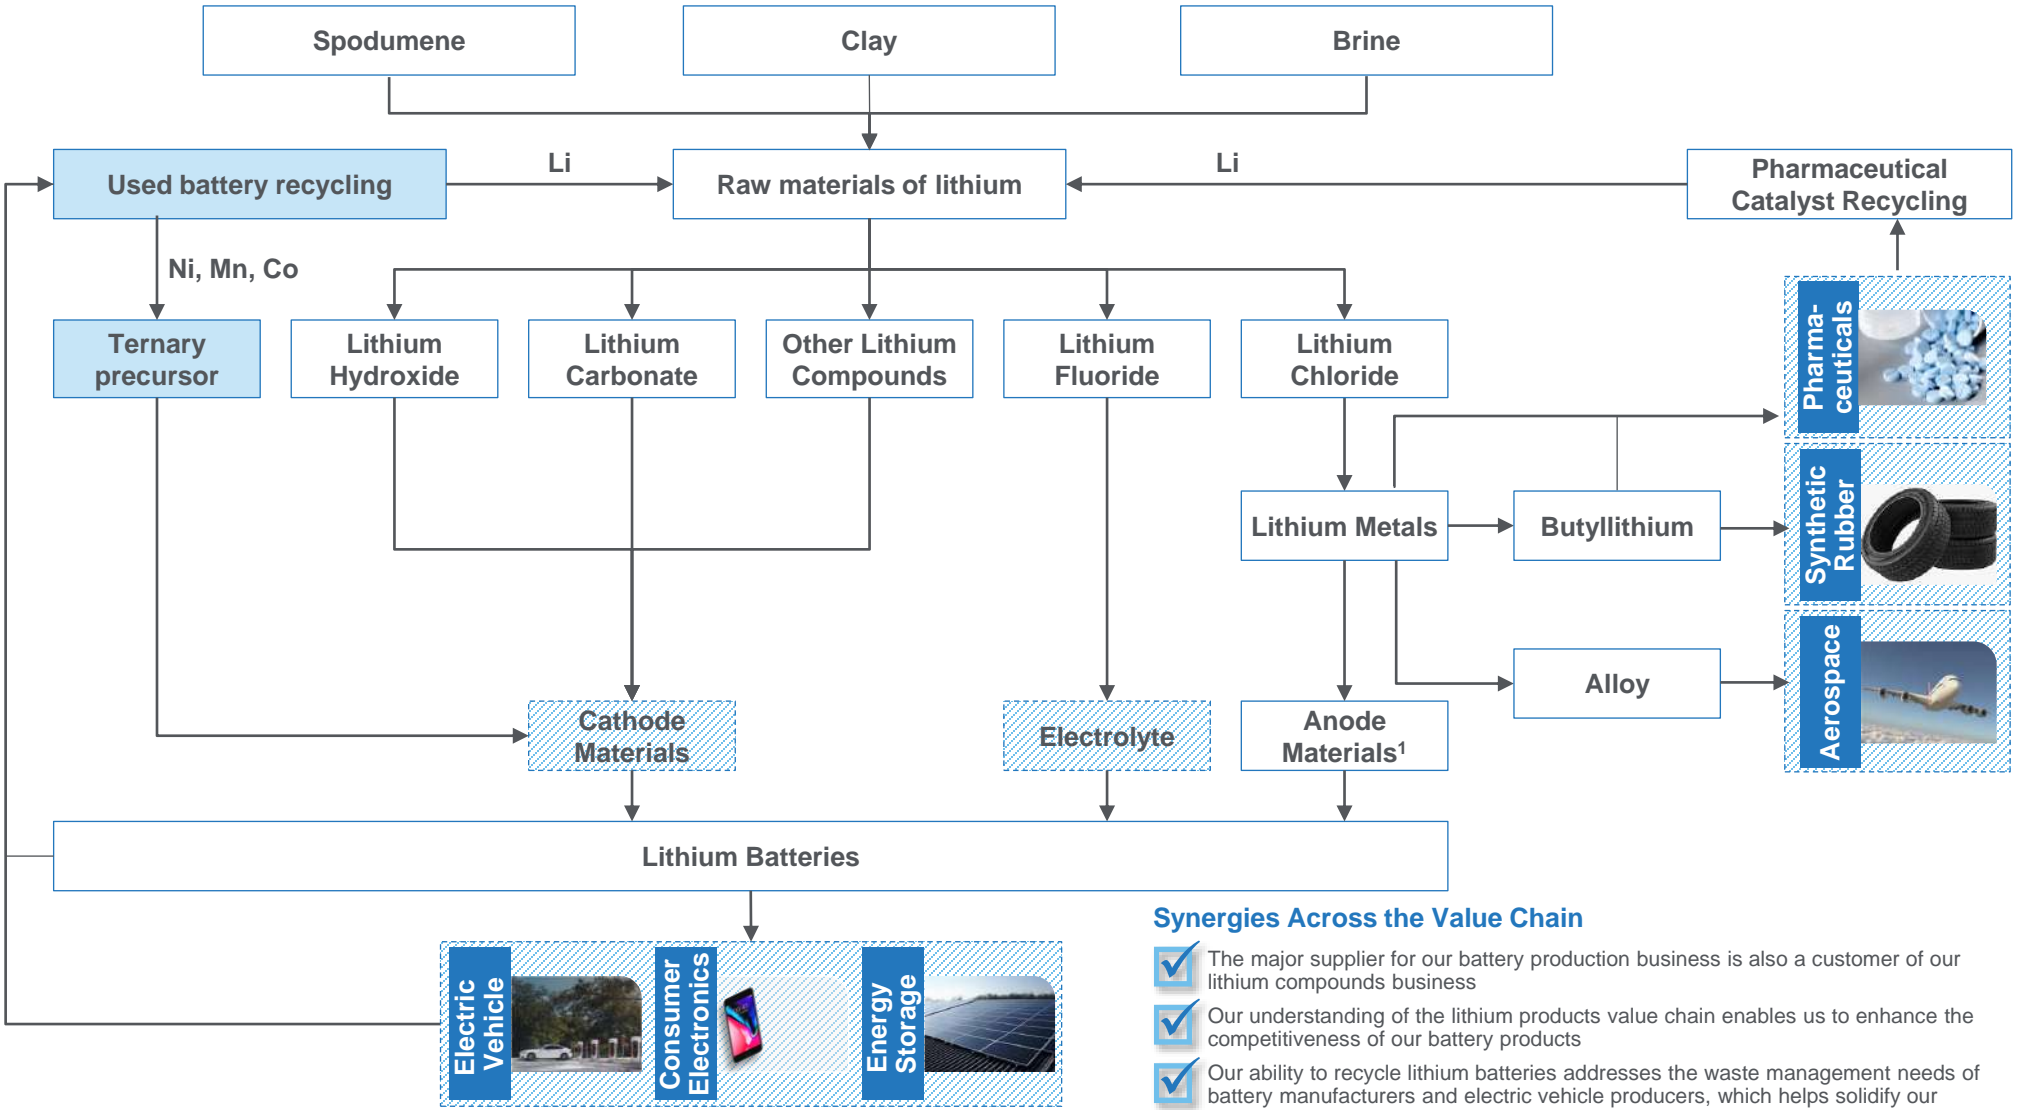 Spodumene
Clay
Brine
Used battery recycling
Li
Raw materials of lithium
Li
Pharmaceutical
Catalyst Recycling
Ni, Mn, Co
Ternary
precursor
Lithium
Hydroxide
Lithium
Carbonate
Other Lithium
Compounds
Lithium
Fluoride
Lithium
Chloride
Pharma-
ceuticals
Lithium Metals
Butyllithium
Synthetic
Rubber
Alloy
Aerospace
Cathode
Materials
Electrolyte
Anode
Materials¹
Lithium Batteries
Electric
Vehicle
Consumer
Electronics
Energy
Storage
Synergies Across the Value Chain
The major supplier for our battery production business is also a customer of our
lithium compounds business
Our understanding of the lithium products value chain enables us to enhance the
competitiveness of our battery products
Our ability to recycle lithium batteries addresses the waste management needs of
battery manufacturers and electric vehicle producers, which helps solidify our